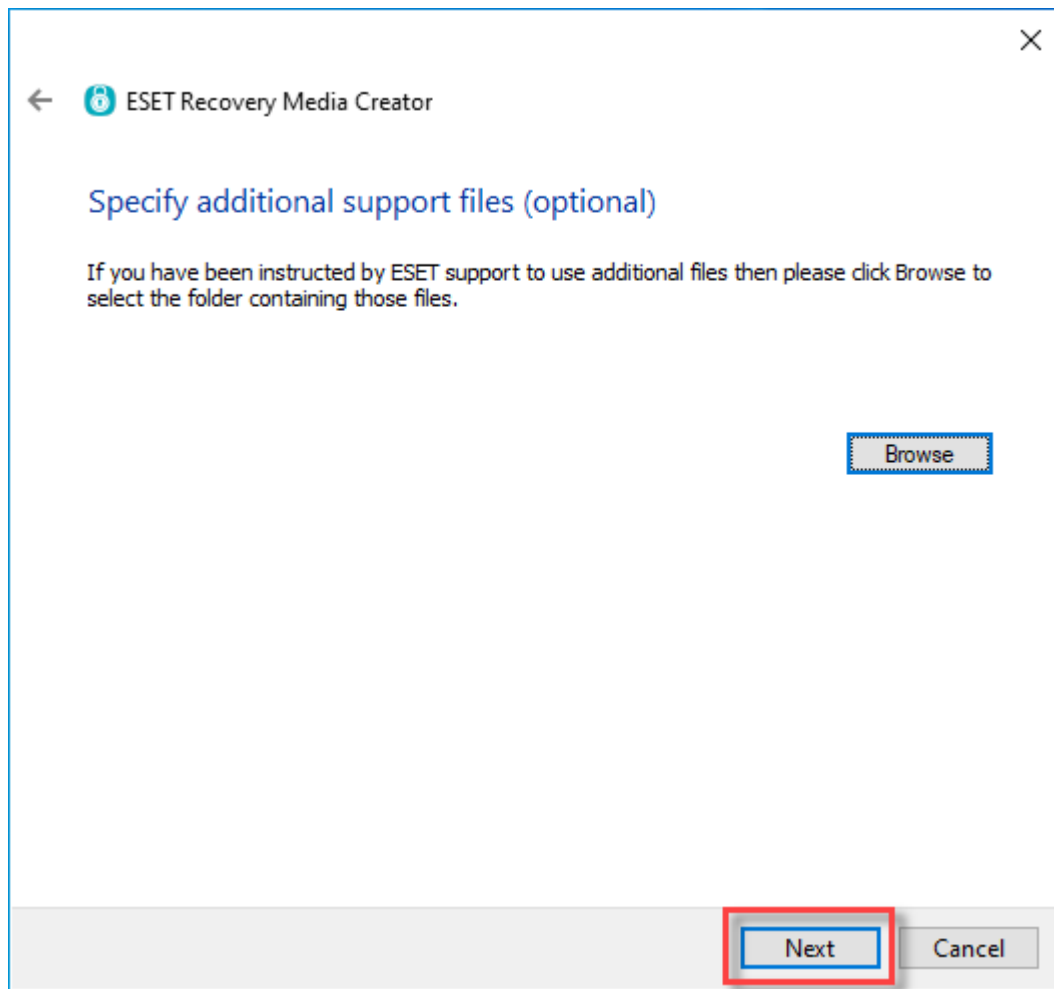 ESET Recovery Media Creator
Specify additional support files (optional)
If you have been instructed by ESET support to use additional files then please click Browse to
select the folder containing those files.
Browse
Next
Cancel